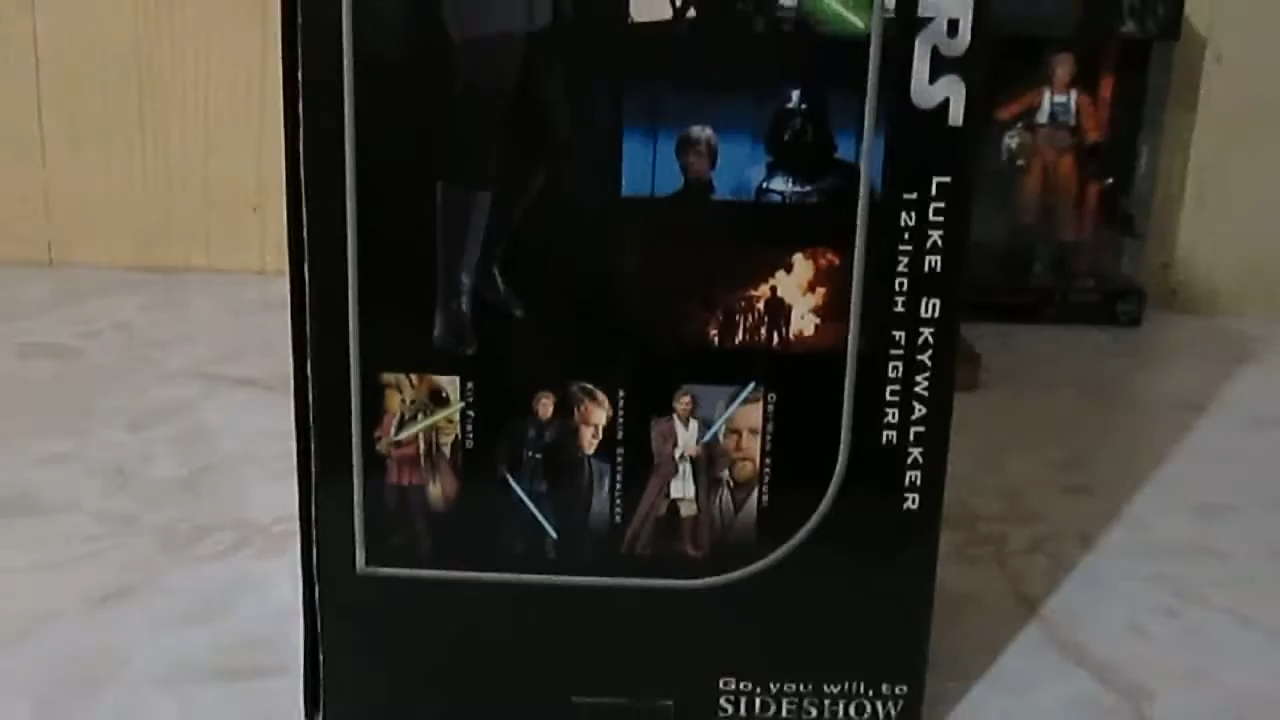 RS
LUKE SKYWALKER
12-INCH FIGURE
KIT FISTO
ANAKIN SKYWALKER
OBI-WAN KENOBI
Go, you will, to
SIDESHOW